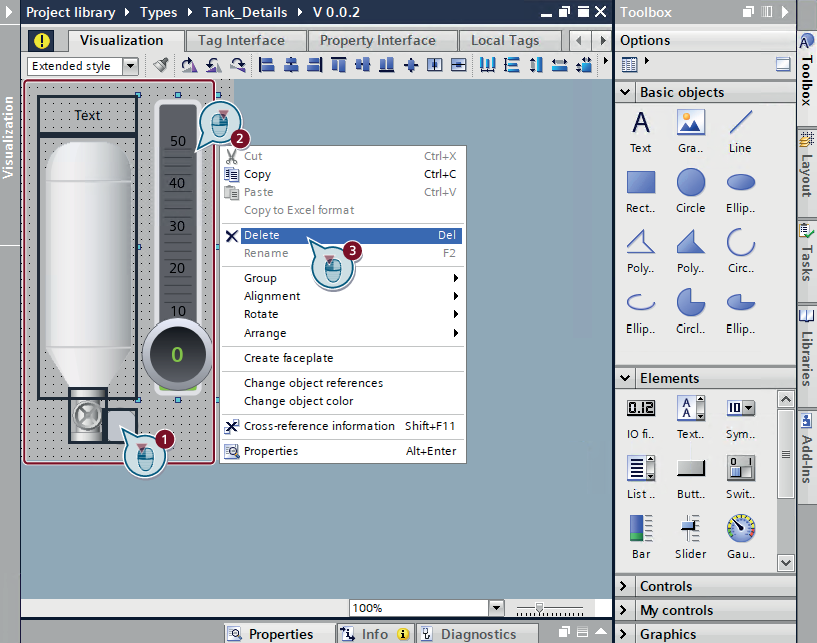 Project library Types Tank_Details V 0.0.2
Toolbox
Visualization Tag Interface Property Interface Local Tags
Options
Extended style
Basic objects
Text Gra.. Line
Rect.. Circle Ellip..
Poly.. Poly.. Circ..
Ellip.. Circl.. Ellip..
Elements
0.12 A A 10
IO fi.. Text.. Sym..
0 1
List .. Butt.. Swit..
Bar Slider Gau..
Controls
My controls
Graphics
Visualization
Toolbox
Layout
Tasks
Libraries
Add-Ins
Text
50
40
30
20
10
0
1
2
3
Cut Ctrl+X
Copy Ctrl+C
Paste Ctrl+V
Copy to Excel format
Delete Del
Rename F2
Group
Alignment
Rotate
Arrange
Create faceplate
Change object references
Change object color
Cross-reference information Shift+F11
Properties Alt+Enter
100%
Properties Info Diagnostics